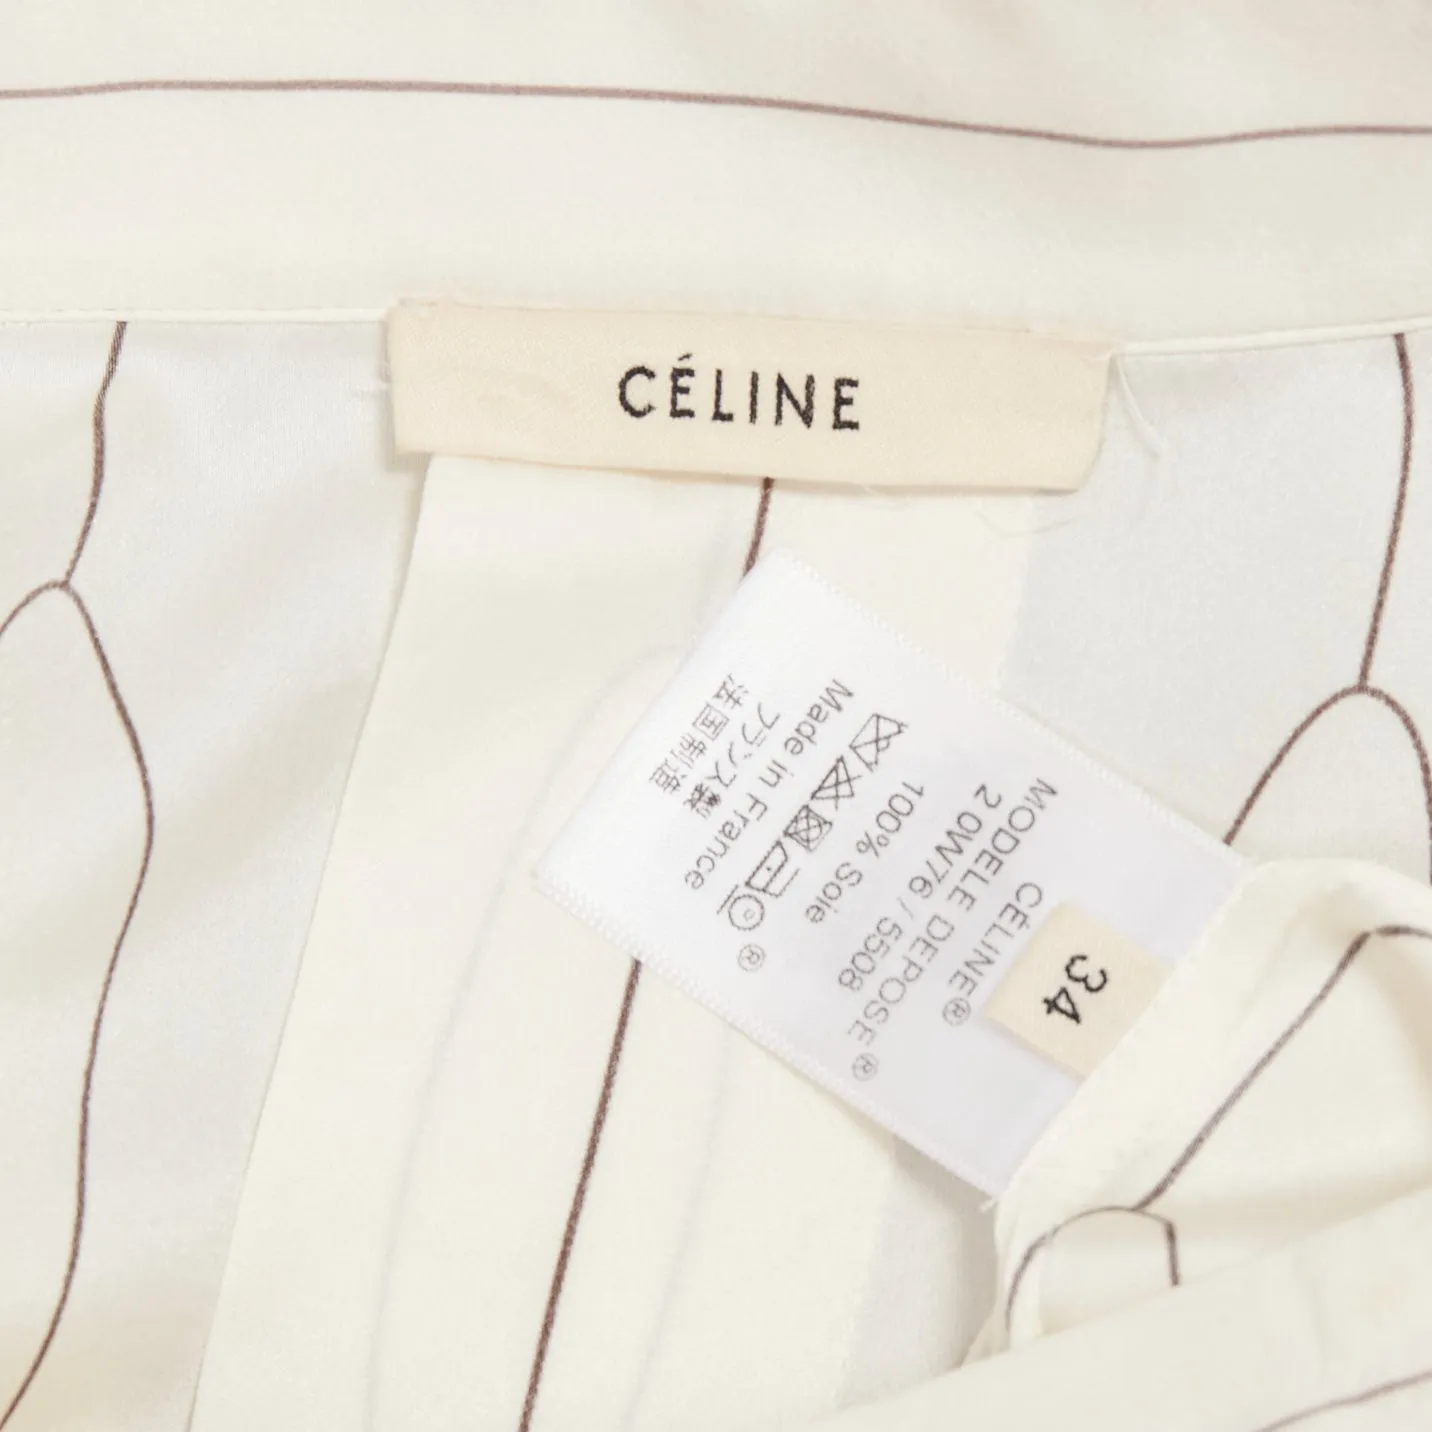 CÉLINE
34
CÉLINE®
MODELE DEPOSE®
2 0W76 / 5508
100% Soie
®
Made in France
フランス製
法国制造